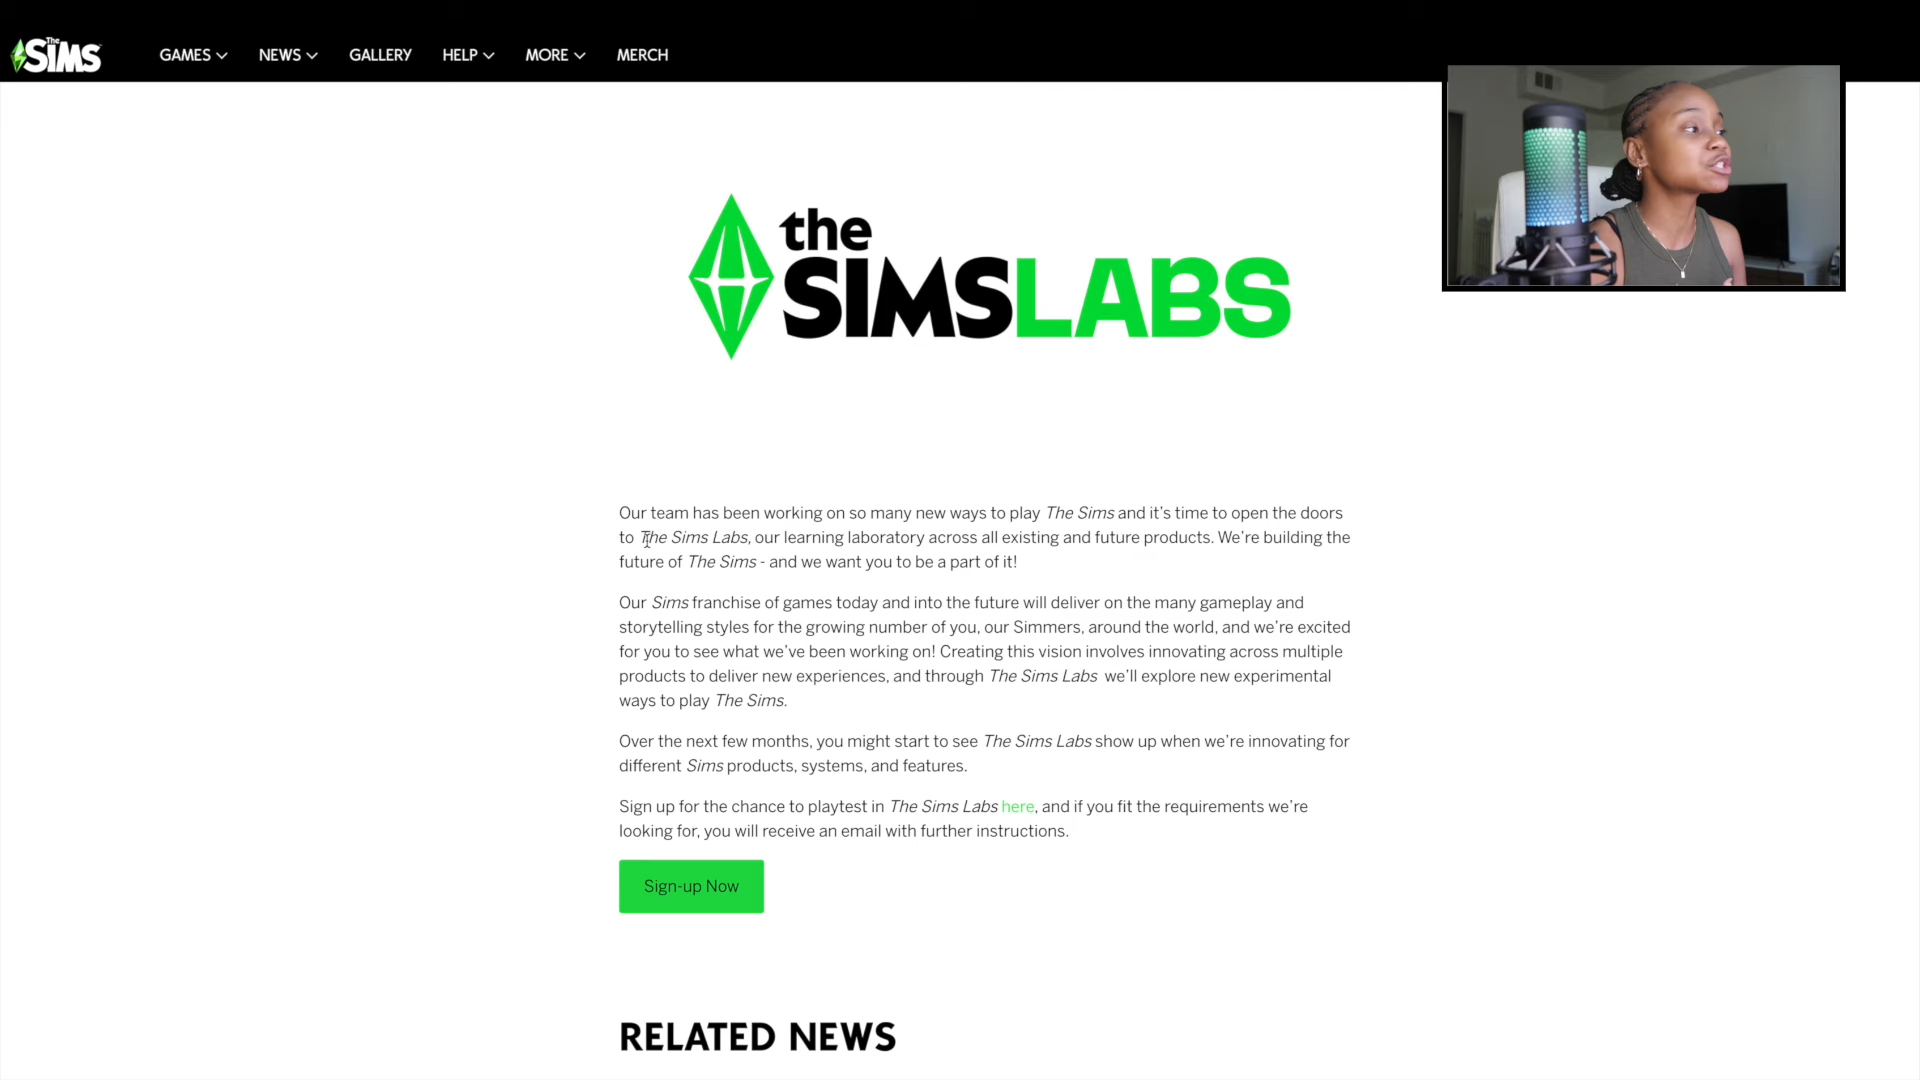 The Sims
GAMES NEWS GALLERY HELP MORE MERCH
the
SIMSLABS
Our team has been working on so many new ways to play The Sims and it's time to open the doors
to The Sims Labs, our learning laboratory across all existing and future products. We're building the
future of The Sims - and we want you to be a part of it!
Our Sims franchise of games today and into the future will deliver on the many gameplay and
storytelling styles for the growing number of you, our Simmers, around the world, and we're excited
for you to see what we've been working on! Creating this vision involves innovating across multiple
products to deliver new experiences, and through The Sims Labs we'll explore new experimental
ways to play The Sims.
Over the next few months, you might start to see The Sims Labs show up when we're innovating for
different Sims products, systems, and features.
Sign up for the chance to playtest in The Sims Labs here, and if you fit the requirements we're
looking for, you will receive an email with further instructions.
Sign-up Now
RELATED NEWS